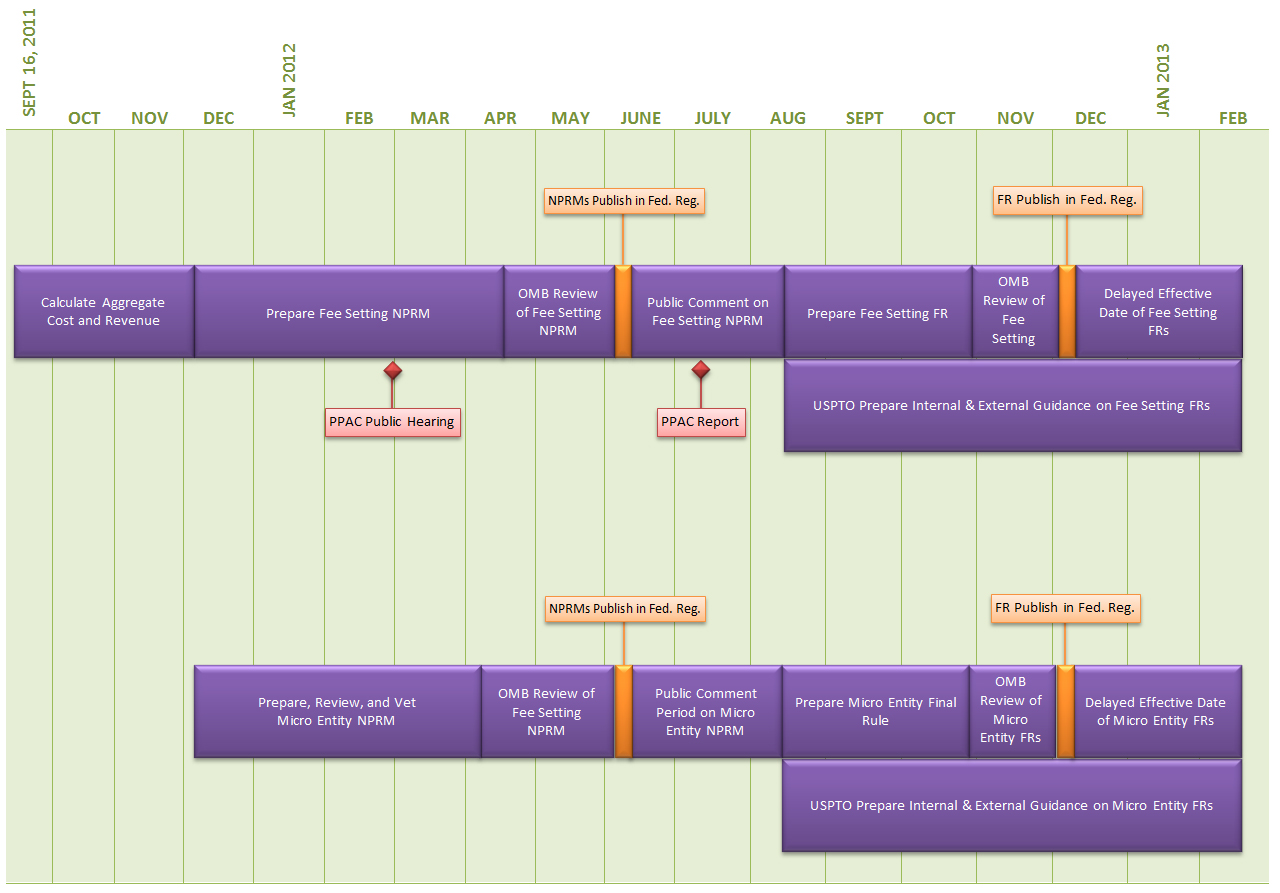 SEPT 16, 2011
OCT
NOV
DEC
JAN 2012
FEB
MAR
APR
MAY
JUNE
JULY
AUG
SEPT
OCT
NOV
DEC
JAN 2013
FEB
NPRMs Publish in Fed. Reg.
FR Publish in Fed. Reg.
Calculate Aggregate
Cost and Revenue
Prepare Fee Setting NPRM
OMB Review
of Fee Setting
NPRM
Public Comment on
Fee Setting NPRM
Prepare Fee Setting FR
OMB
Review of
Fee
Setting
Delayed Effective
Date of Fee Setting
FRs
PPAC Public Hearing
PPAC Report
USPTO Prepare Internal & External Guidance on Fee Setting FRs
NPRMs Publish in Fed. Reg.
FR Publish in Fed. Reg.
Prepare, Review, and Vet
Micro Entity NPRM
OMB Review of
Fee Setting
NPRM
Public Comment
Period on Micro
Entity NPRM
Prepare Micro Entity Final
Rule
OMB
Review of
Micro
Entity FRs
Delayed Effective Date
of Micro Entity FRs
USPTO Prepare Internal & External Guidance on Micro Entity FRs